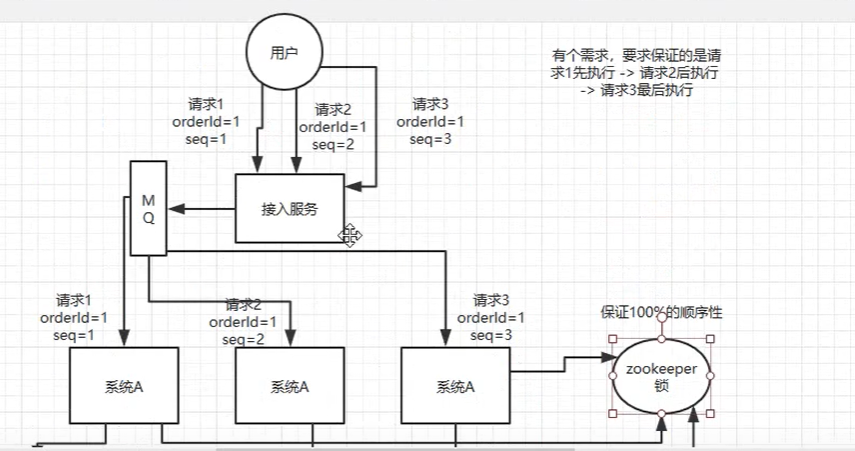 用户
有个需求，要求保证的是请
求1先执行 -> 请求2后执行
-> 请求3最后执行
请求1
orderId=1
seq=1
请求2
orderId=1
seq=2
请求3
orderId=1
seq=3
M
Q
接入服务
请求1
orderId=1
seq=1
请求2
orderId=1
seq=2
请求3
orderId=1
seq=3
保证100%的顺序性
系统A
系统A
系统A
zookeeper
锁